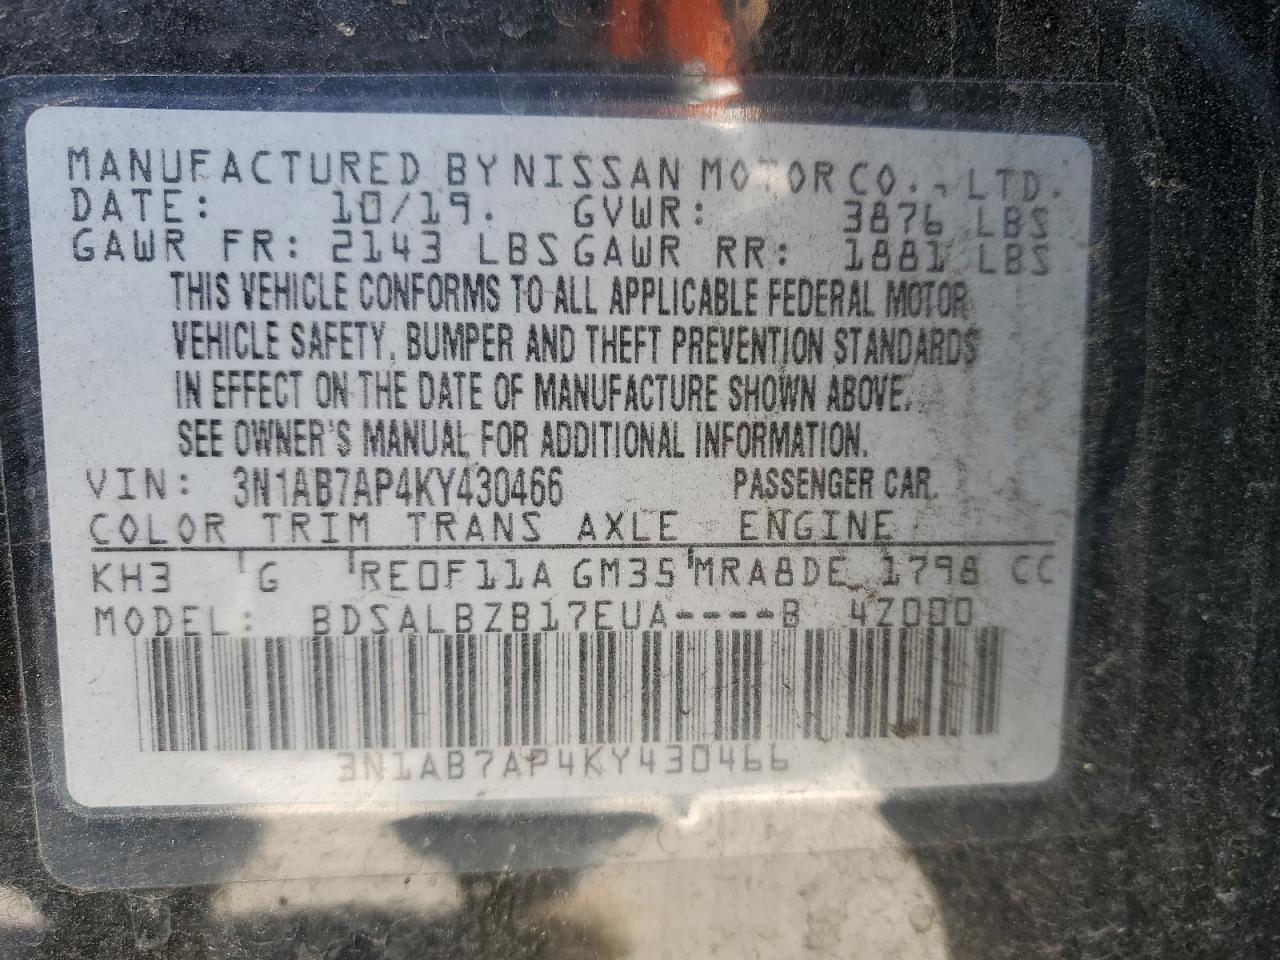 MANUFACTURED BY NISSAN MOTOR CO., LTD.
DATE: 10/19. GVWR: 3876 LBS
GAWR FR: 2143 LBS GAWR RR: 1881 LBS
THIS VEHICLE CONFORMS TO ALL APPLICABLE FEDERAL MOTOR
VEHICLE SAFETY, BUMPER AND THEFT PREVENTION STANDARDS
IN EFFECT ON THE DATE OF MANUFACTURE SHOWN ABOVE.
SEE OWNER'S MANUAL FOR ADDITIONAL INFORMATION.
VIN: 3N1AB7AP4KY430466 PASSENGER CAR.
COLOR TRIM TRANS AXLE ENGINE
KH3 G RE0F11A GM35 MRA8DE 1798 CC
MODEL: BDSALBZB17EUA----B 4Z000
3N1AB7AP4KY430466